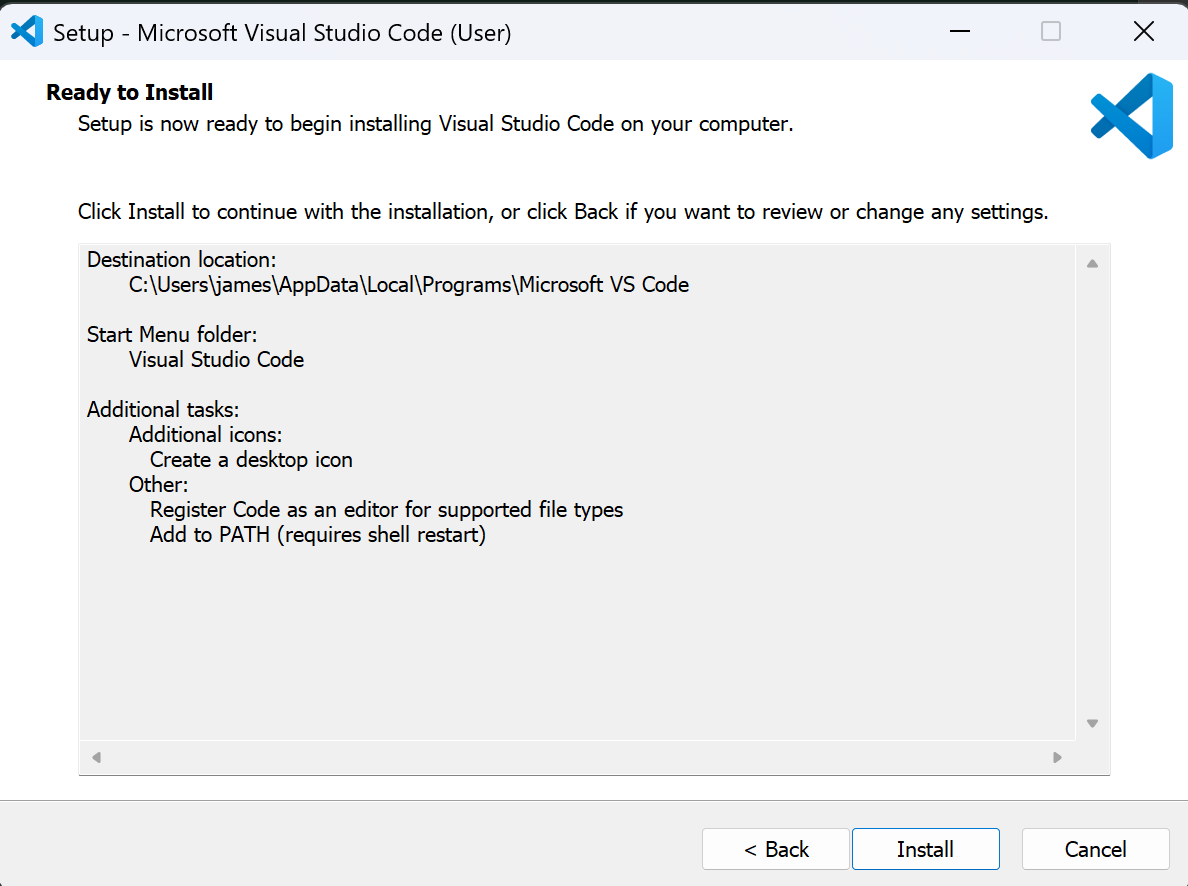 Setup - Microsoft Visual Studio Code (User)
Ready to Install
Setup is now ready to begin installing Visual Studio Code on your computer.
Click Install to continue with the installation, or click Back if you want to review or change any settings.
Destination location:
C:\Users\james\AppData\Local\Programs\Microsoft VS Code
Start Menu folder:
Visual Studio Code
Additional tasks:
Additional icons:
Create a desktop icon
Other:
Register Code as an editor for supported file types
Add to PATH (requires shell restart)
< Back
Install
Cancel